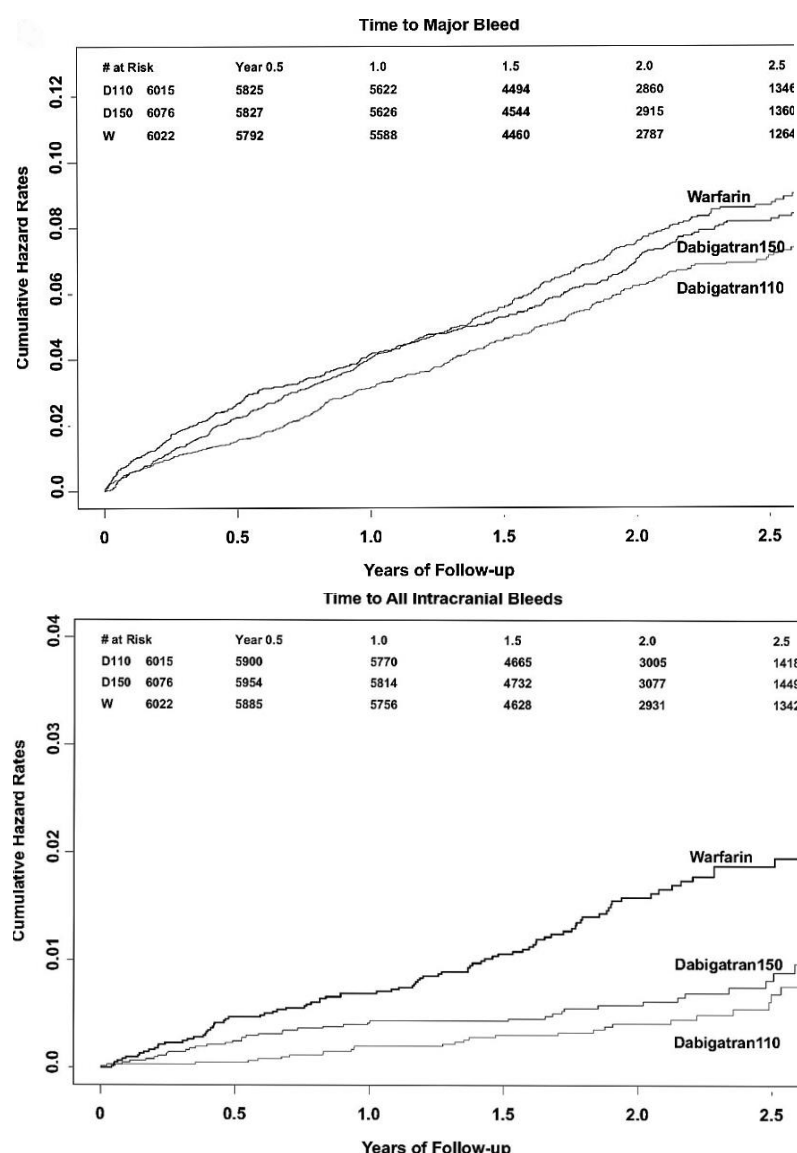 Time to Major Bleed
# at Risk Year 0.5 1.0 1.5 2.0 2.5
D110 6015 5825 5622 4494 2860 1346
D150 6076 5827 5626 4544 2915 1360
W 6022 5792 5588 4460 2787 1264
Cumulative Hazard Rates
0.12
0.10
0.08
0.06
0.04
0.02
0.0
Warfarin
Dabigatran150
Dabigatran110
0 0.5 1.0 1.5 2.0 2.5
Years of Follow-up
Time to All Intracranial Bleeds
# at Risk Year 0.5 1.0 1.5 2.0 2.5
D110 6015 5900 5770 4665 3005 1418
D150 6076 5954 5814 4732 3077 1449
W 6022 5885 5756 4628 2931 1342
Cumulative Hazard Rates
0.04
0.03
0.02
0.01
0.0
Warfarin
Dabigatran150
Dabigatran110
0 0.5 1.0 1.5 2.0 2.5
Years of Follow-up